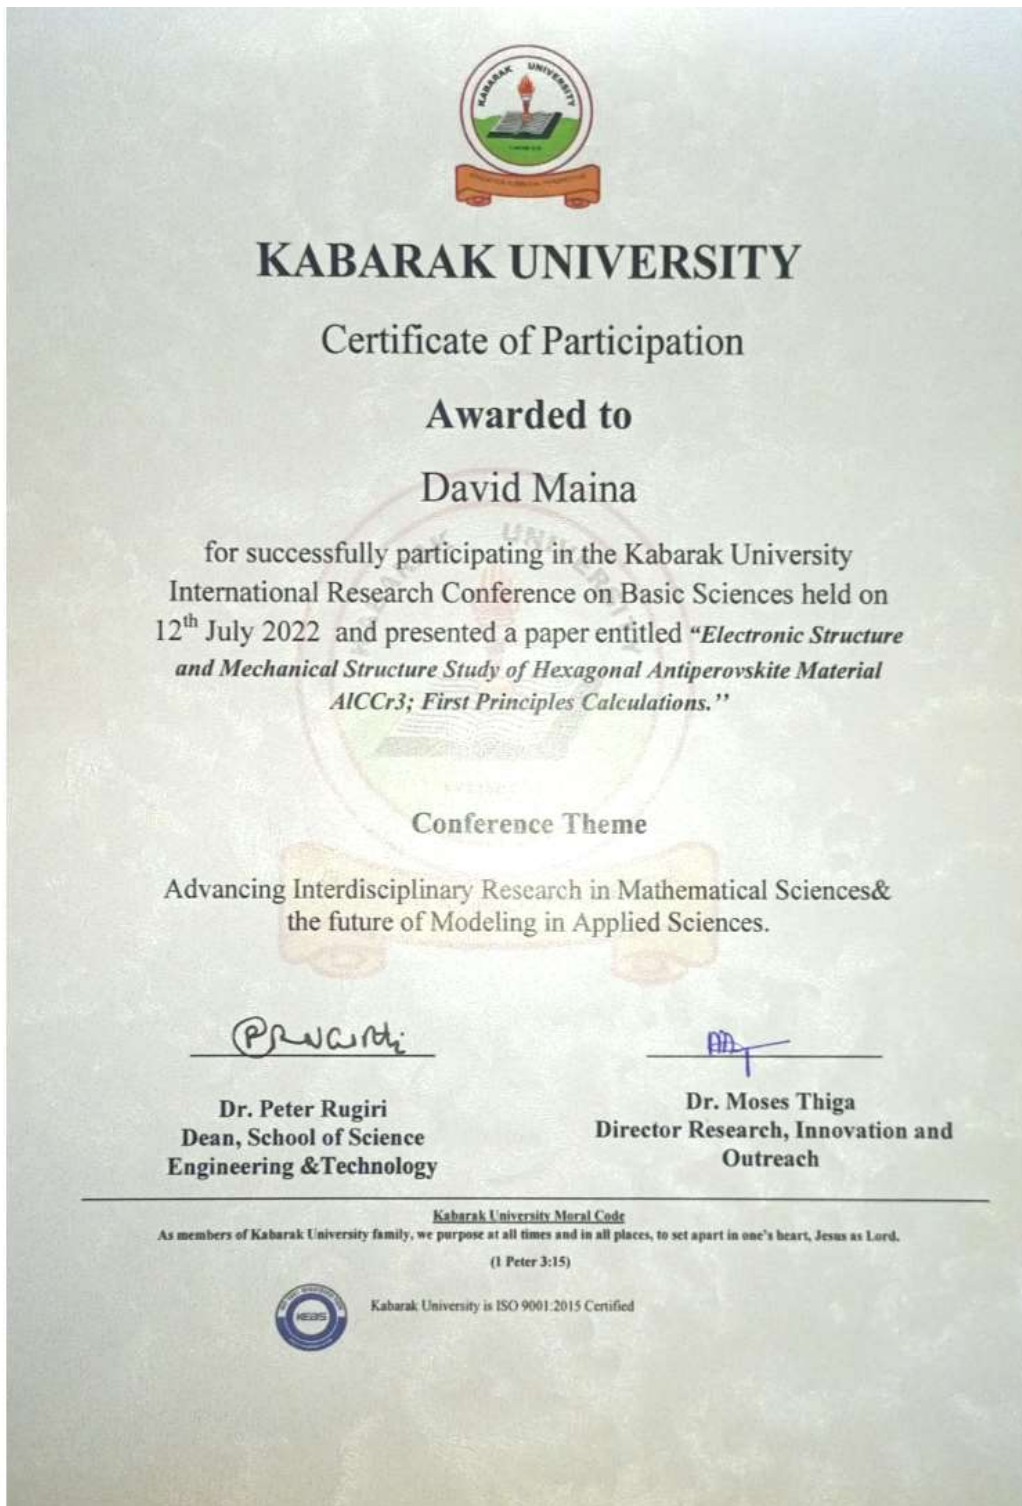 KABARAK UNIVERSITY
KABARAK UNIVERSITY
Certificate of Participation
Awarded to
David Maina
for successfully participating in the Kabarak University
International Research Conference on Basic Sciences held on
12th July 2022 and presented a paper entitled “Electronic Structure
and Mechanical Structure Study of Hexagonal Antiperovskite Material
AlCCr3; First Principles Calculations.’’
Conference Theme
Advancing Interdisciplinary Research in Mathematical Sciences&
the future of Modeling in Applied Sciences.
Dr. Peter Rugiri
Dean, School of Science
Engineering &Technology
Dr. Moses Thiga
Director Research, Innovation and
Outreach
Kabarak University Moral Code
As members of Kabarak University family, we purpose at all times and in all places, to set apart in one's heart, Jesus as Lord.
(1 Peter 3:15)
KEBS
Kabarak University is ISO 9001:2015 Certified